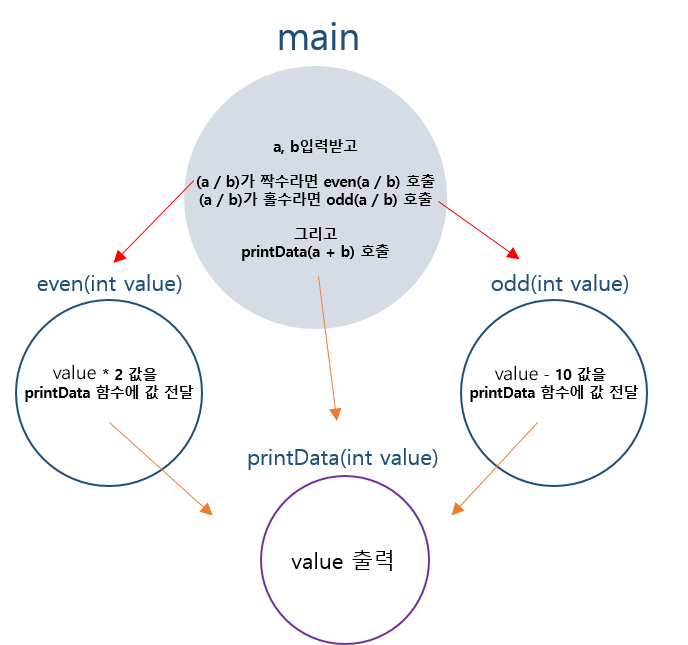 main
a, b입력받고
(a / b)가 짝수라면 even(a / b) 호출
(a / b)가 홀수라면 odd(a / b) 호출
그리고
printData(a + b) 호출
even(int value)
odd(int value)
value * 2 값을
printData 함수에 값 전달
value - 10 값을
printData 함수에 값 전달
printData(int value)
value 출력